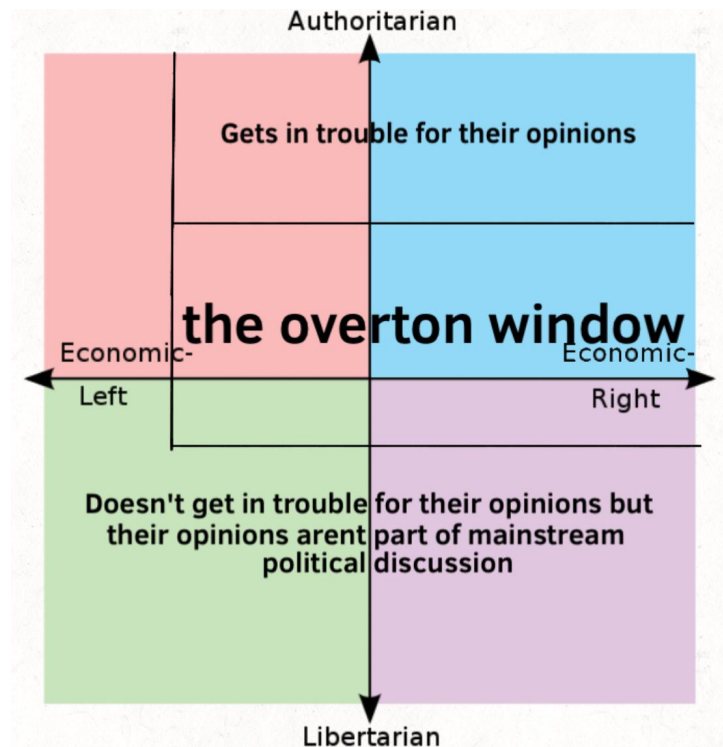 Authoritarian
Gets in trouble for their opinions
the overton window
Economic-
Left
Economic-
Right
Doesn't get in trouble for their opinions but
their opinions arent part of mainstream
political discussion
Libertarian